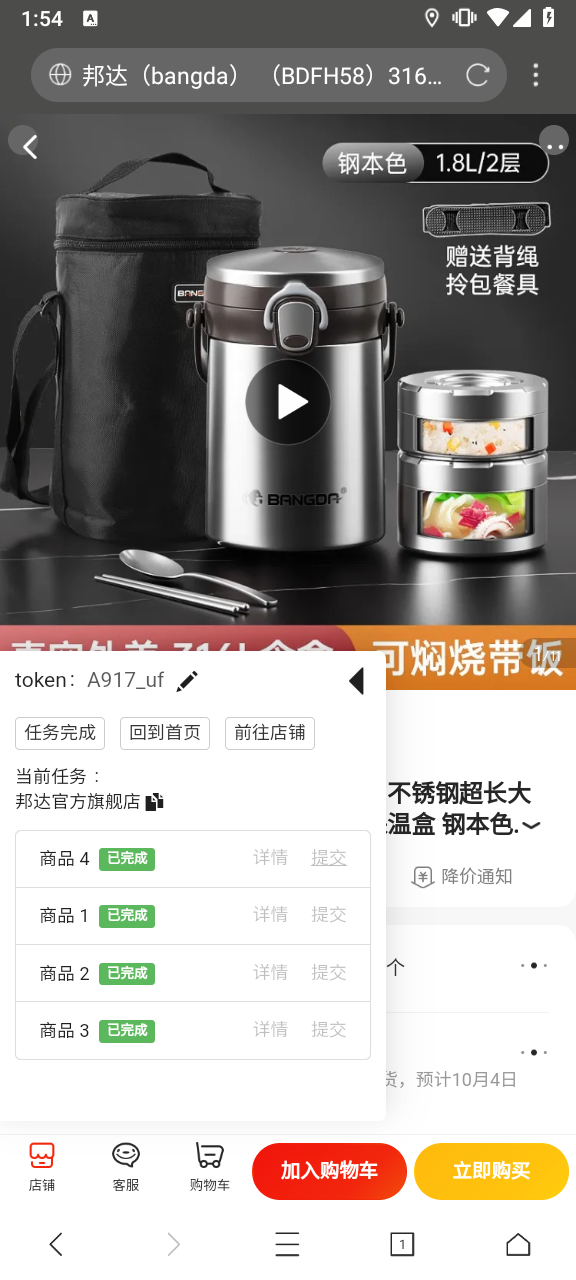 1:54
A
邦达（bangda） （BDFH58）316…
钢本色 1.8L/2层
赠送背绳
拎包餐具
BANGDA®
可焖烧带饭
token： A917_uf
任务完成 回到首页 前往店铺
当前任务：
邦达官方旗舰店
商品 4 已完成 详情 提交
商品 1 已完成 详情 提交
商品 2 已完成 详情 提交
商品 3 已完成 详情 提交
不锈钢超长大
温盒 钢本色.
降价通知
个
货，预计10月4日
店铺 客服 购物车 加入购物车 立即购买
1